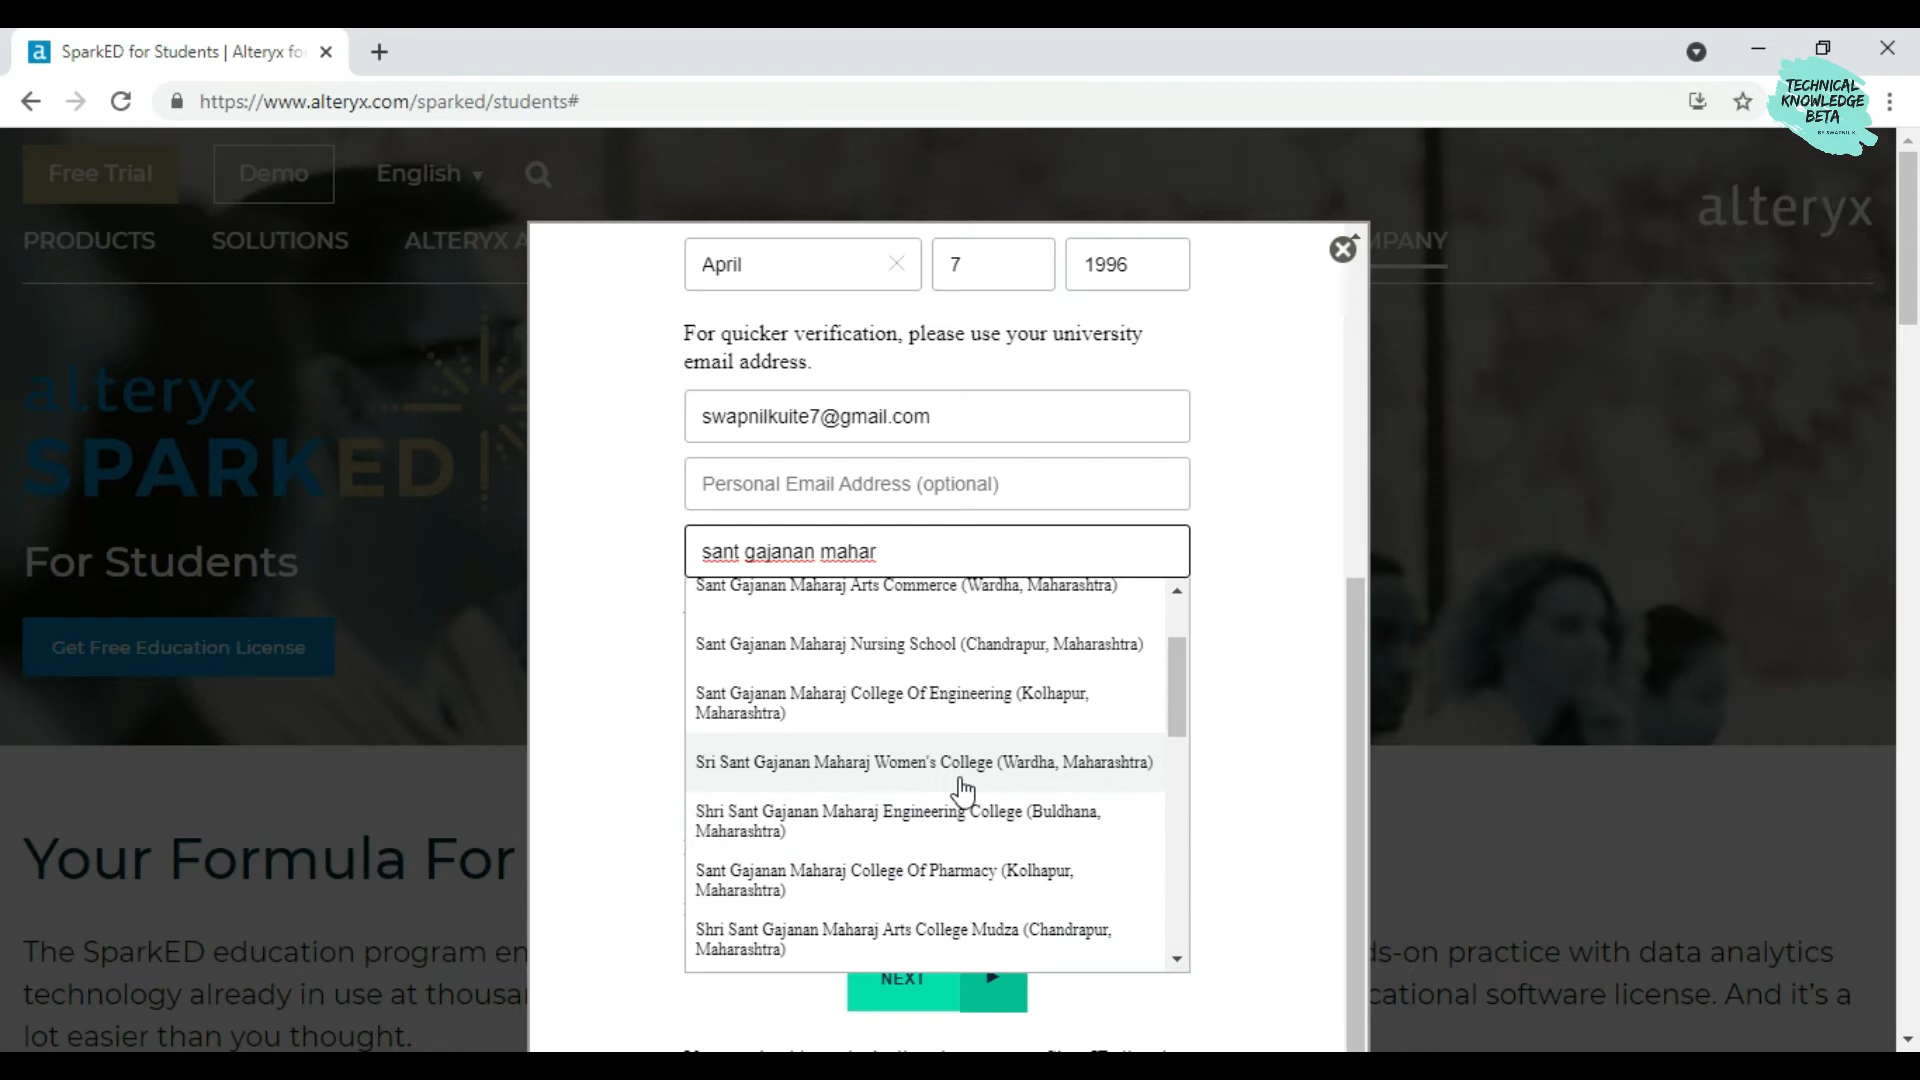 SparkED for Students | Alteryx for
https://www.alteryx.com/sparked/students#
TECHNICAL
KNOWLEDGE
BETA
BY SWAPNIL K.
Free Trial
Demo
English
alteryx
PRODUCTS
SOLUTIONS
ALTERYX A
MPANY
April
7
1996
For quicker verification, please use your university
email address.
swapnilkuite7@gmail.com
Personal Email Address (optional)
sant gajanan mahar
Sant Gajanan Maharaj Arts Commerce (Wardha, Maharashtra)
Sant Gajanan Maharaj Nursing School (Chandrapur, Maharashtra)
Sant Gajanan Maharaj College Of Engineering (Kolhapur,
Maharashtra)
Sri Sant Gajanan Maharaj Women's College (Wardha, Maharashtra)
Shri Sant Gajanan Maharaj Engineering College (Buldhana,
Maharashtra)
Sant Gajanan Maharaj College Of Pharmacy (Kolhapur,
Maharashtra)
Shri Sant Gajanan Maharaj Arts College Mudza (Chandrapur,
Maharashtra)
NEXT
alteryx
SPARKED
For Students
Get Free Education License
Your Formula For
The SparkED education program en
ds-on practice with data analytics
technology already in use at thousan
cational software license. And it's a
lot easier than you thought.